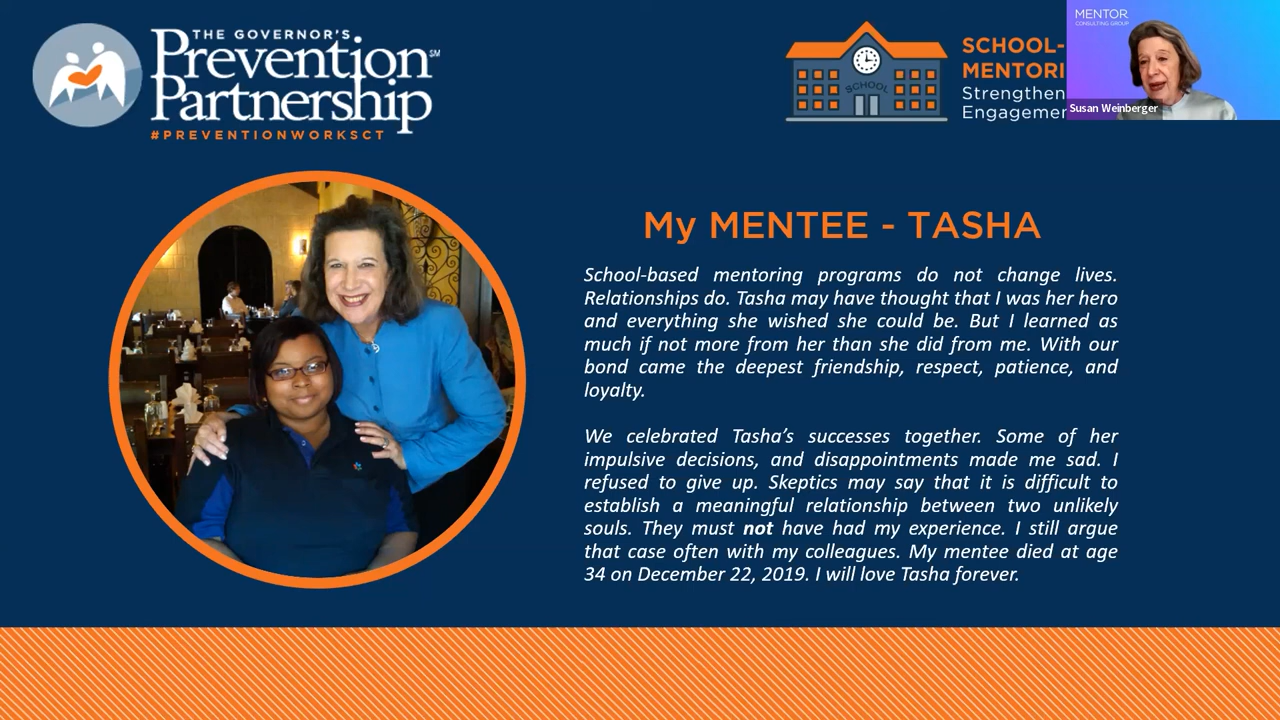 THE GOVERNOR'S
Prevention
Partnership
SM
#PREVENTIONWORKSCT
SCHOOL
SCHOOL-
MENTORI
Strengthen
Engagemen
MENTOR
CONSULTING GROUP
Susan Weinberger
My MENTEE - TASHA
School-based mentoring programs do not change lives.
Relationships do. Tasha may have thought that I was her hero
and everything she wished she could be. But I learned as
much if not more from her than she did from me. With our
bond came the deepest friendship, respect, patience, and
loyalty.
We celebrated Tasha’s successes together. Some of her
impulsive decisions, and disappointments made me sad. I
refused to give up. Skeptics may say that it is difficult to
establish a meaningful relationship between two unlikely
souls. They must not have had my experience. I still argue
that case often with my colleagues. My mentee died at age
34 on December 22, 2019. I will love Tasha forever.